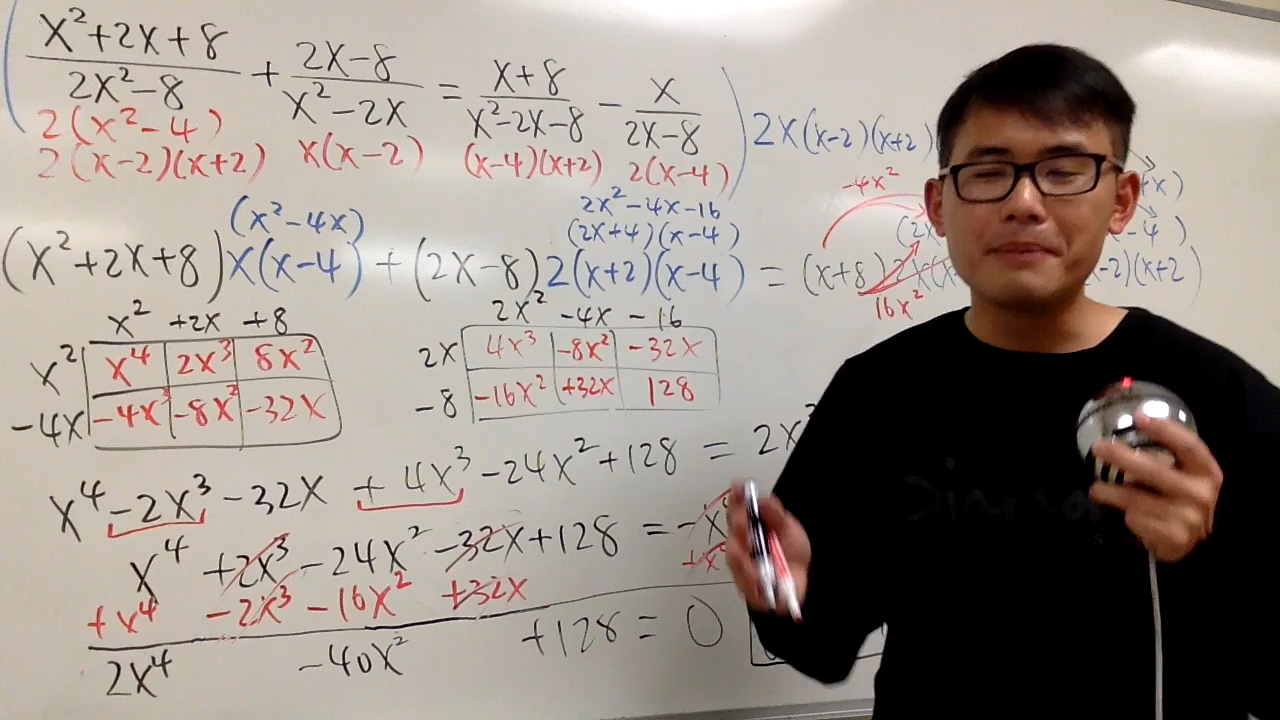 (x²+2x+8)/(2x²-8) + (2x-8)/(x²-2x) = (x+8)/(x²-2x-8) - x/(2x-8) ) 2x(x-2)(x+2)
2(x²-4)
2(x-2)(x+2) x(x-2) (x-4)(x+2) 2(x-4)
-4x²
(x²-4x) 2x²-4x-16
(2x+4)(x-4)
(x²+2x+8)x(x-4) + (2x-8)2(x+2)(x-4) = (x+8)2x(x -2)(x+2)
16x²
x² +2x +8 2x² -4x -16
x² x⁴ 2x³ 8x² 2x 4x³ -8x² -32x
-4x -4x³ -8x² -32x -8 -16x² +32x 128
x⁴ -2x³ -32x + 4x³ -24x² +128 = 2x
x⁴ +2x³ -24x² -32x +128 = -x
+x⁴ -2x³ -16x² +32x
2x⁴ -40x² +128 = 0